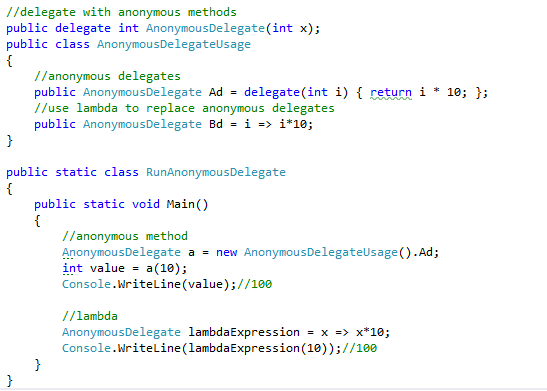 //delegate with anonymous methods
public delegate int AnonymousDelegate(int x);
public class AnonymousDelegateUsage
{
    //anonymous delegates
    public AnonymousDelegate Ad = delegate(int i) { return i * 10; };
    //use lambda to replace anonymous delegates
    public AnonymousDelegate Bd = i => i*10;
}

public static class RunAnonymousDelegate
{
    public static void Main()
    {
        //anonymous method
        AnonymousDelegate a = new AnonymousDelegateUsage().Ad;
        int value = a(10);
        Console.WriteLine(value);//100

        //lambda
        AnonymousDelegate lambdaExpression = x => x*10;
        Console.WriteLine(lambdaExpression(10));//100
    }
}